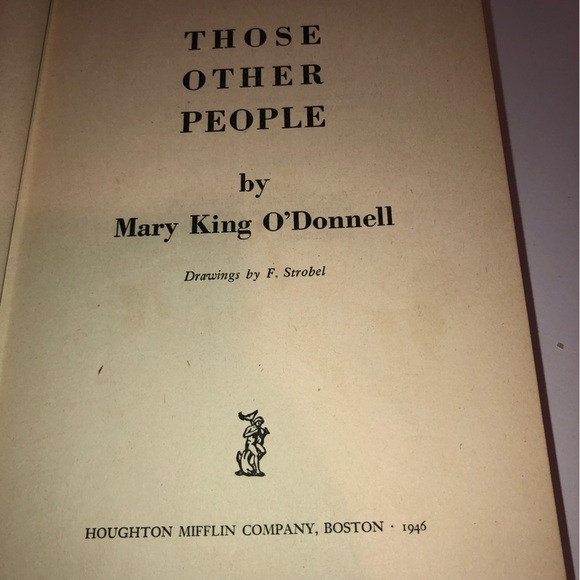 THOSE
OTHER
PEOPLE
by
Mary King O'Donnell
Drawings by F. Strobel
HOUGHTON MIFFLIN COMPANY, BOSTON · 1946